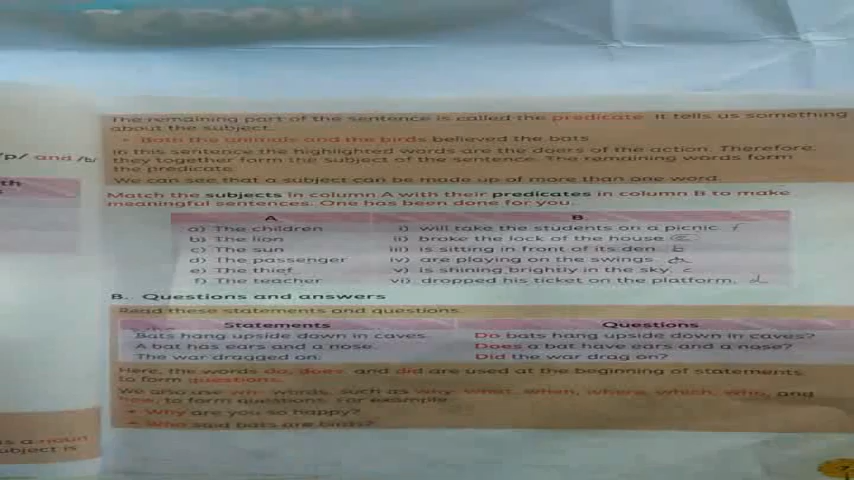 The remaining part of the sentence is called the predicate. It tells us something
about the subject.
• Both the animals and the birds believed the bats
In this sentence the highlighted words are the doers of the action. Therefore,
they together form the subject of the sentence. The remaining words form
the predicate.
We can see that a subject can be made up of more than one word.
/p/ and /b/
Match the subjects in column A with their predicates in column B to make
meaningful sentences. One has been done for you.
A B
a) The children i) will take the students on a picnic f
b) The lion ii) broke the lock of the house
c) The sun iii) is sitting in front of its den b
d) The passenger iv) are playing on the swings a
e) The thief v) is shining brightly in the sky c
f) The teacher vi) dropped his ticket on the platform. d
B. Questions and answers
Read these statements and questions.
Statements Questions
Bats hang upside down in caves. Do bats hang upside down in caves?
A bat has ears and a nose. Does a bat have ears and a nose?
The war dragged on. Did the war drag on?
Here, the words do, does and did are used at the beginning of statements
to form questions.
We also use wh- words, such as why, what, when, where, which, who, and
how, to form questions. For example
• Why are you so happy?
• Who said bats are birds?
is a noun
subject is
7